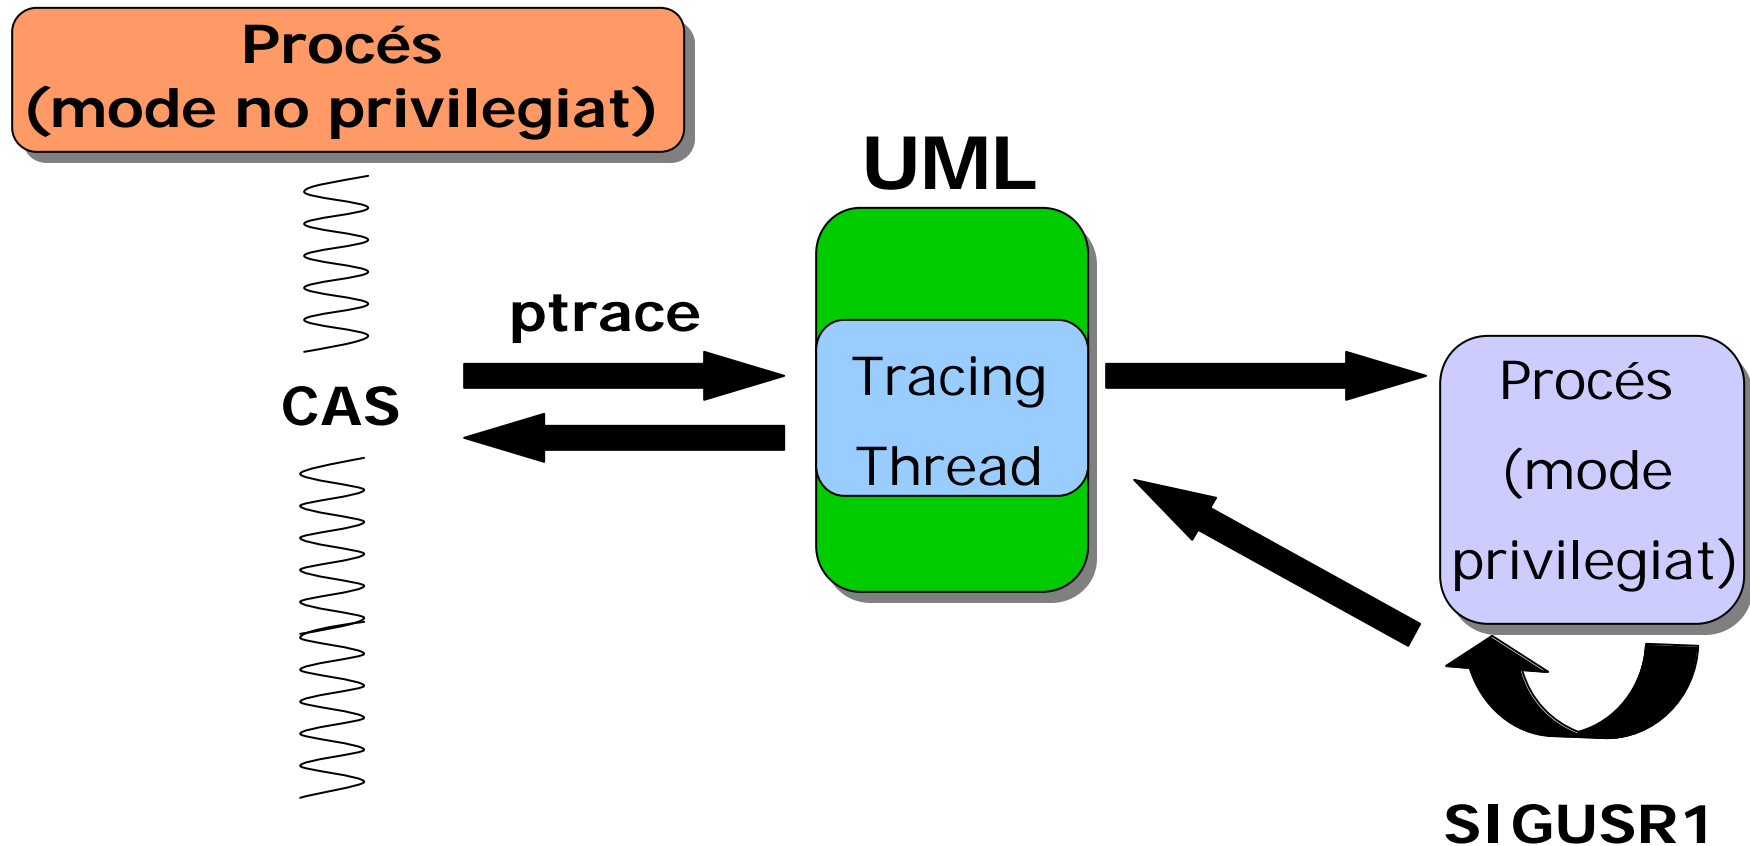 Procés
(mode no privilegiat)
UML
ptrace
CAS
Tracing
Thread
Procés
(mode
privilegiat)
SIGUSR1